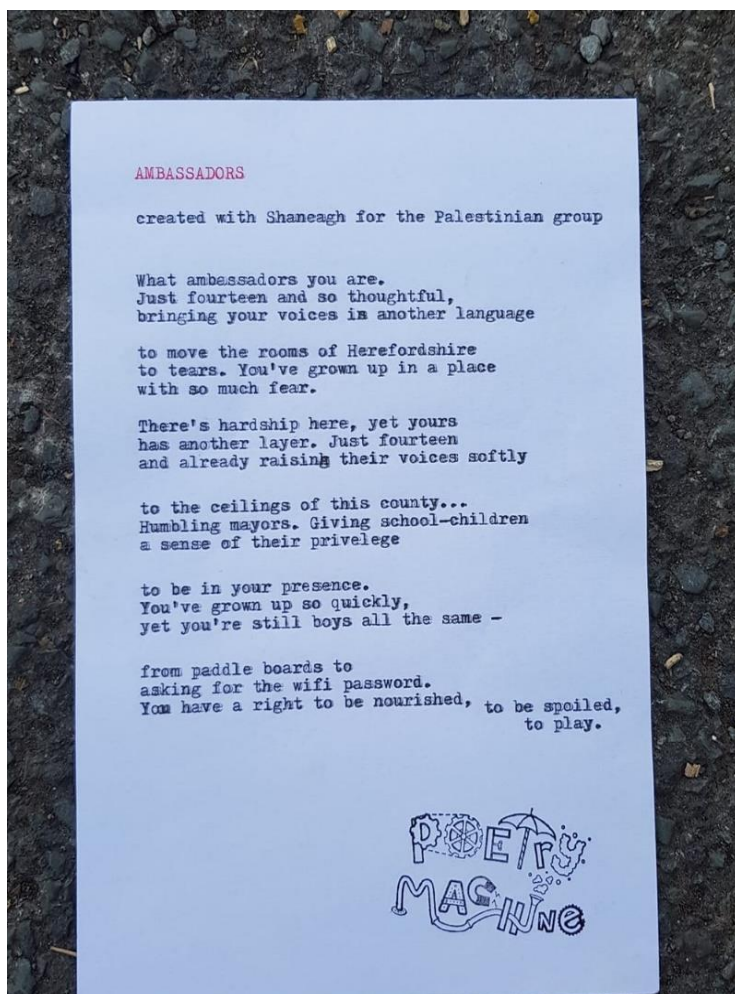 AMBASSADORS
created with Shaneagh for the Palestinian group
What ambassadors you are.
Just fourteen and so thoughtful,
bringing your voices in another language
to move the rooms of Herefordshire
to tears. You've grown up in a place
with so much fear.
There's hardship here, yet yours
has another layer. Just fourteen
and already raising their voices softly
to the ceilings of this county...
Humbling mayors. Giving school-children
a sense of their privelege
to be in your presence.
You've grown up so quickly,
yet you're still boys all the same -
from paddle boards to
asking for the wifi password.
You have a right to be nourished, to be spoiled,
to play.
POETry
MACHINE